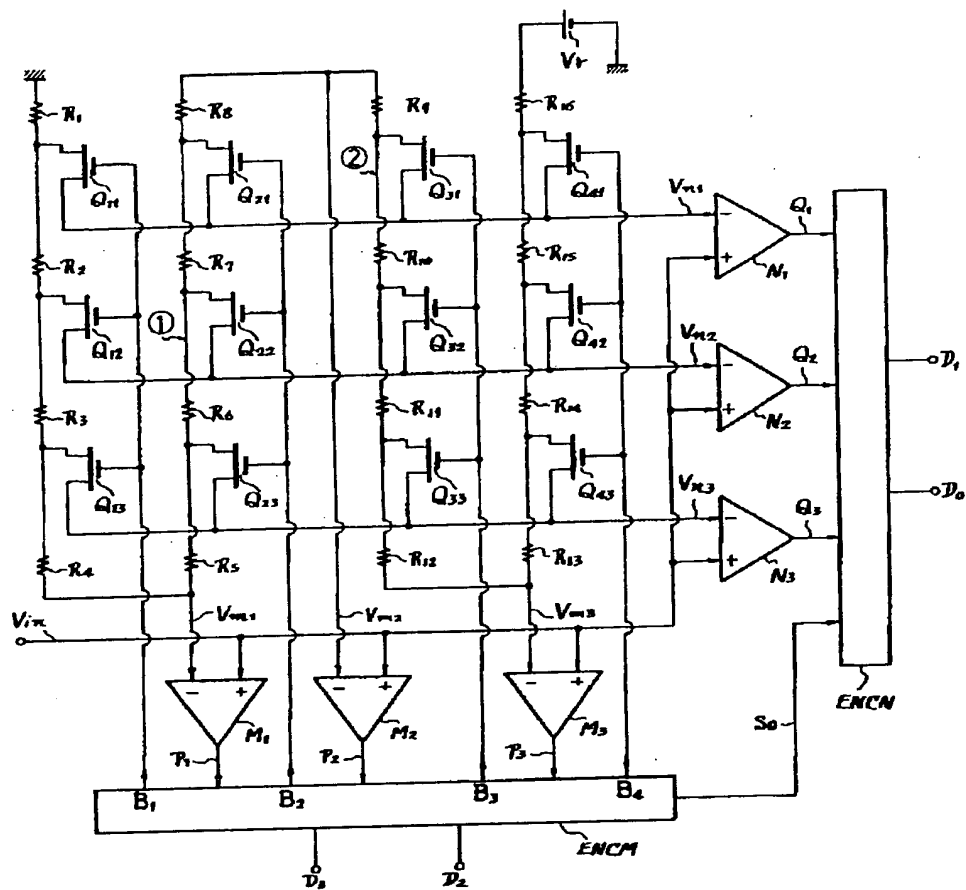 Vr
R1
R8
R9
R16
②
Q11
Q21
Q31
Q41
Vn1
Q1
N1
R2
R7
R10
R15
①
Q12
Q22
Q32
Q42
Vn2
Q2
N2
D1
R3
R6
R11
R14
Q13
Q23
Q33
Q43
Vn3
Q3
N3
D0
R4
R5
R12
R13
Vin
Vm1
Vm2
Vm3
ENCN
M1
M2
M3
S0
P1
P2
P3
B1
B2
B3
B4
ENCM
D3
D2